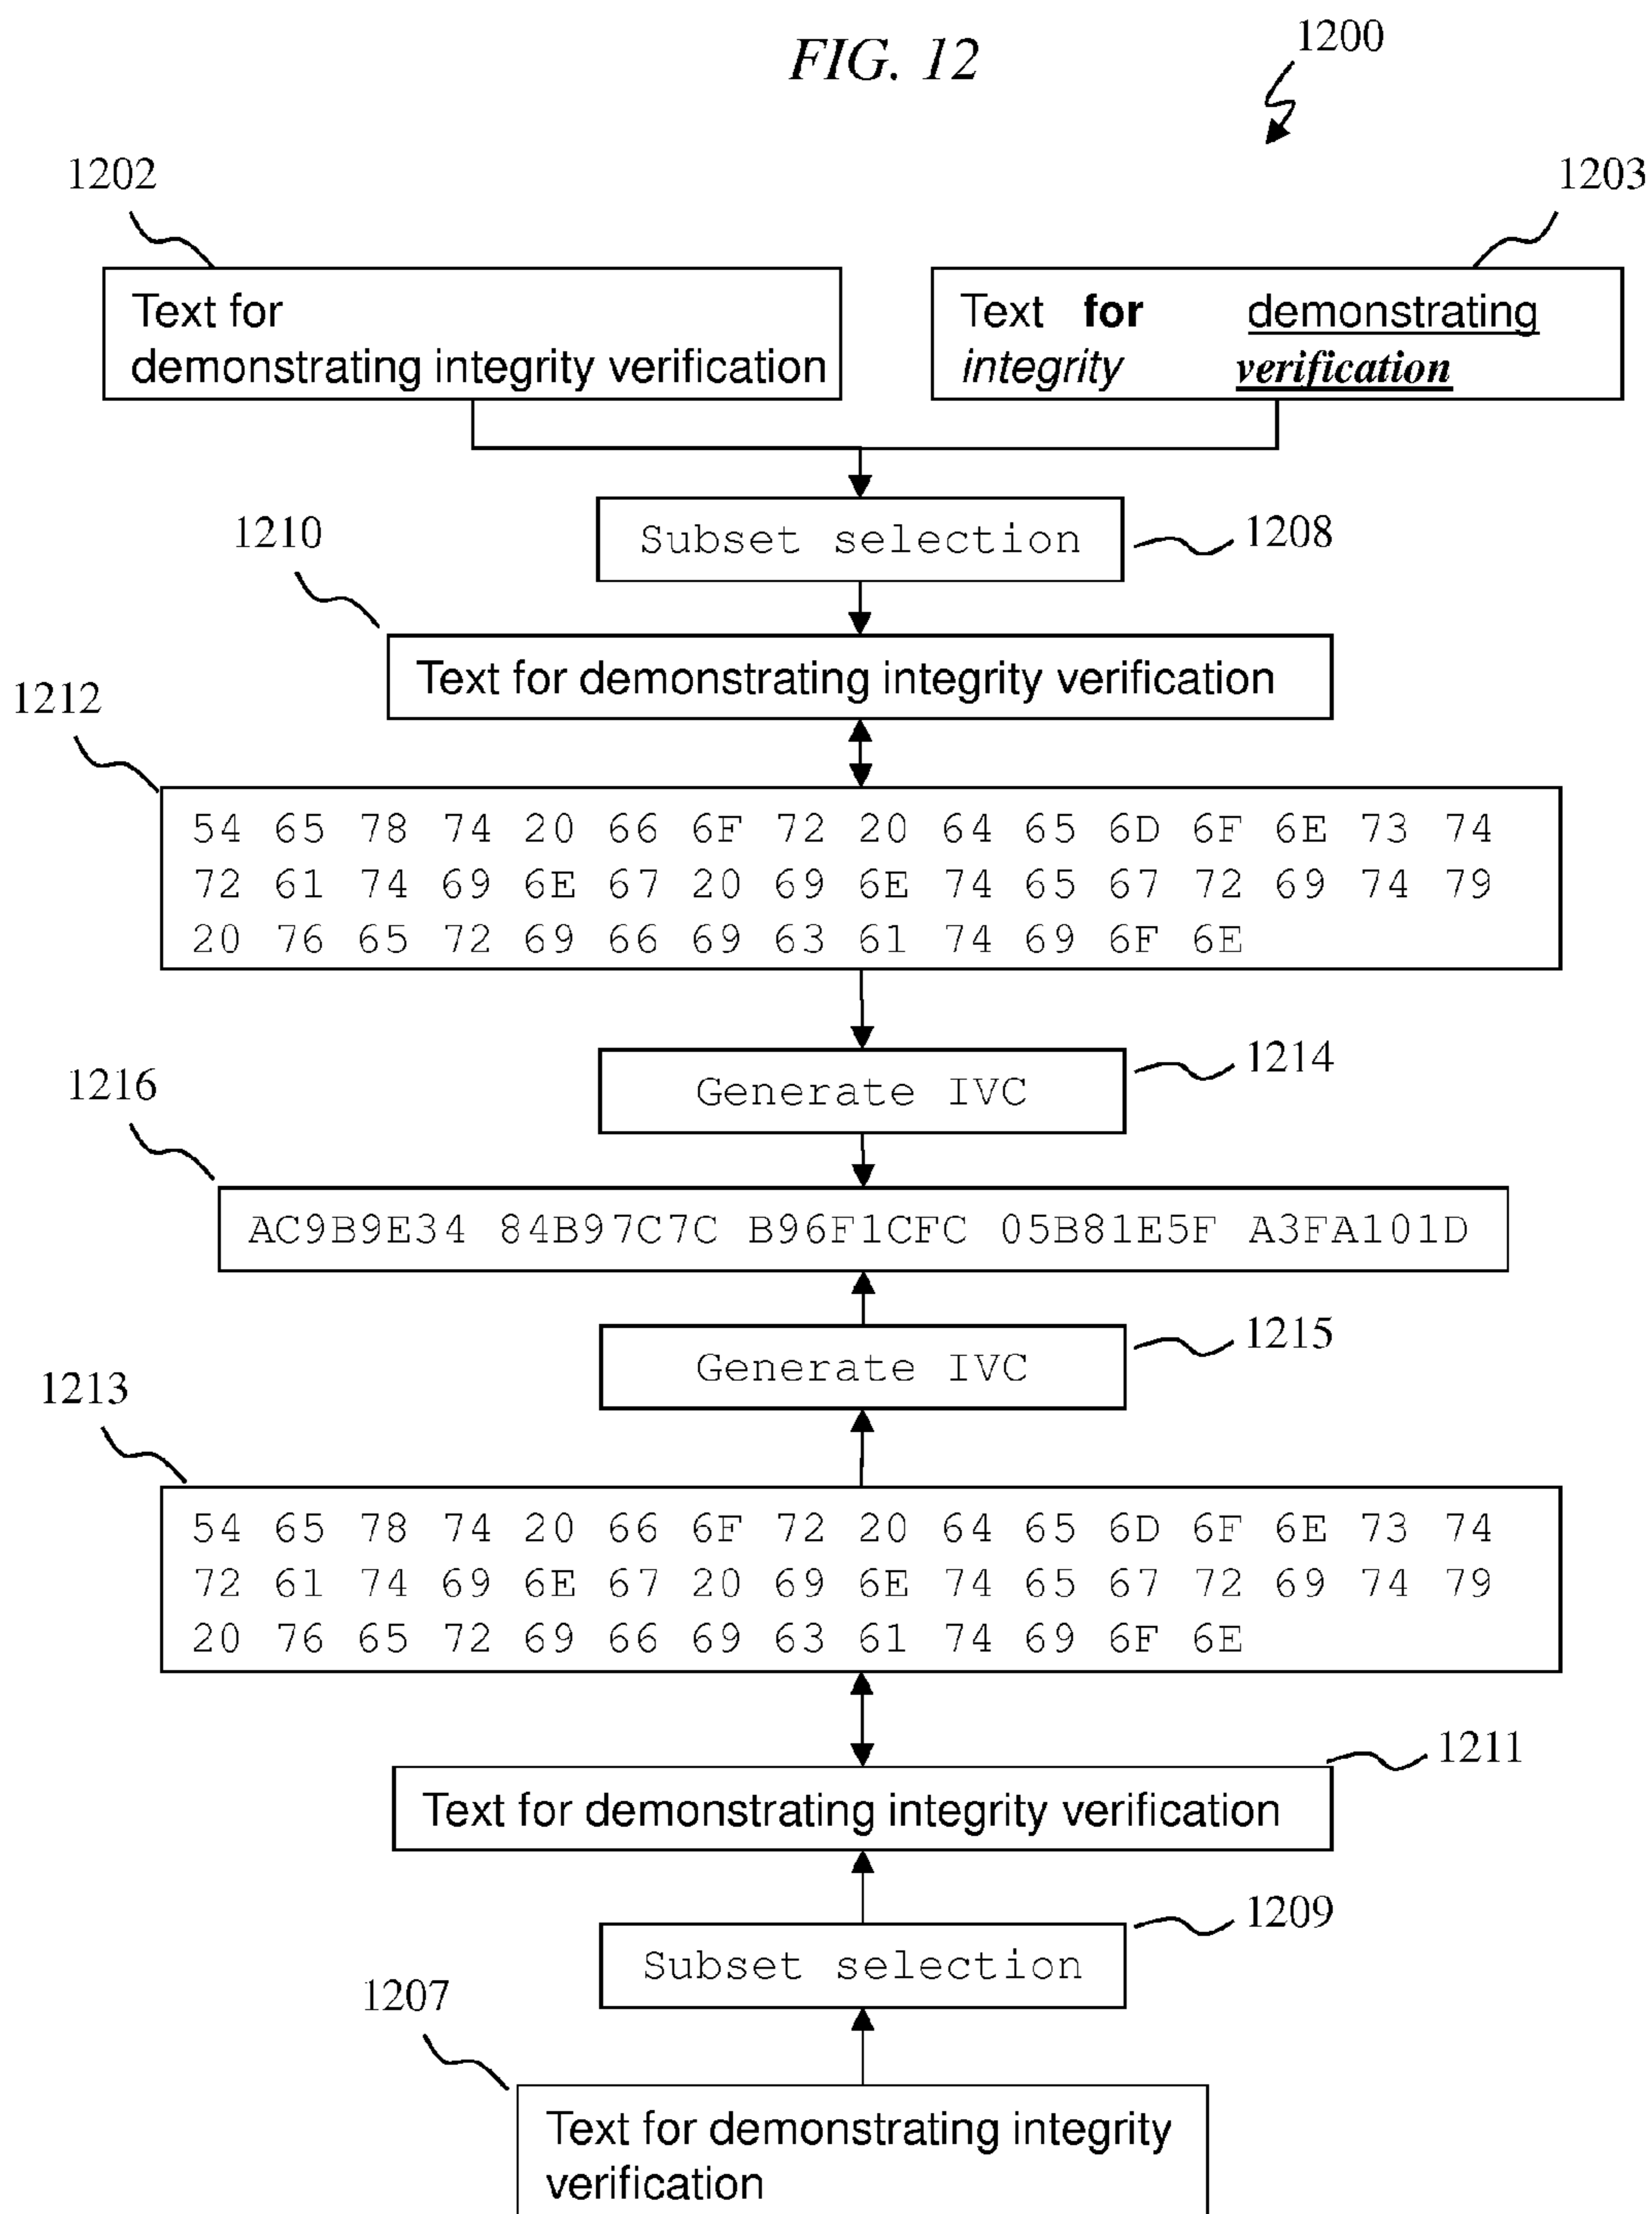 FIG. 12
1200
1202
1203
Text for
demonstrating integrity verification
Text for demonstrating
integrity verification
1210
Subset selection
1208
Text for demonstrating integrity verification
1212
54 65 78 74 20 66 6F 72 20 64 65 6D 6F 6E 73 74
72 61 74 69 6E 67 20 69 6E 74 65 67 72 69 74 79
20 76 65 72 69 66 69 63 61 74 69 6F 6E
1214
Generate IVC
1216
AC9B9E34 84B97C7C B96F1CFC 05B81E5F A3FA101D
1215
Generate IVC
1213
54 65 78 74 20 66 6F 72 20 64 65 6D 6F 6E 73 74
72 61 74 69 6E 67 20 69 6E 74 65 67 72 69 74 79
20 76 65 72 69 66 69 63 61 74 69 6F 6E
1211
Text for demonstrating integrity verification
1209
Subset selection
1207
Text for demonstrating integrity
verification